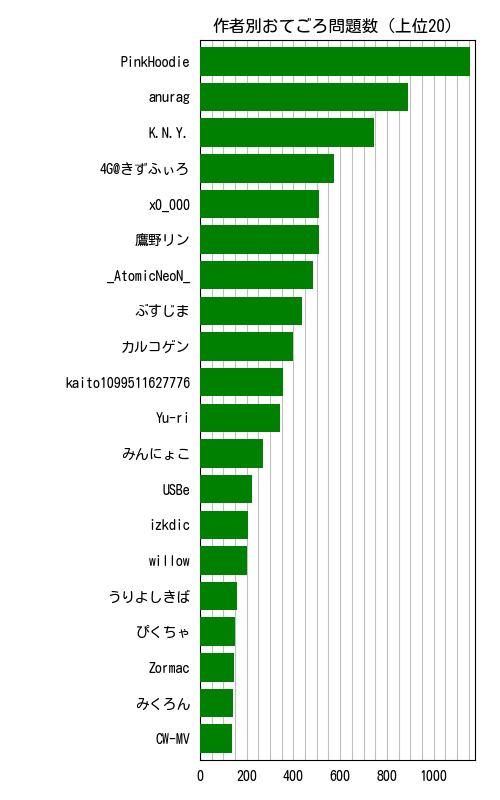 作者別おてごろ問題数 (上位20)
PinkHoodie
anurag
K.N.Y.
4G@きずふぃろ
x0_000
鷹野リン
_AtomicNeoN_
ぶすじま
カルコゲン
kaito1099511627776
Yu-ri
みんにょこ
USBe
izkdic
willow
うりよしきば
ぴくちゃ
Zormac
みくろん
CW-MV
0 200 400 600 800 1000